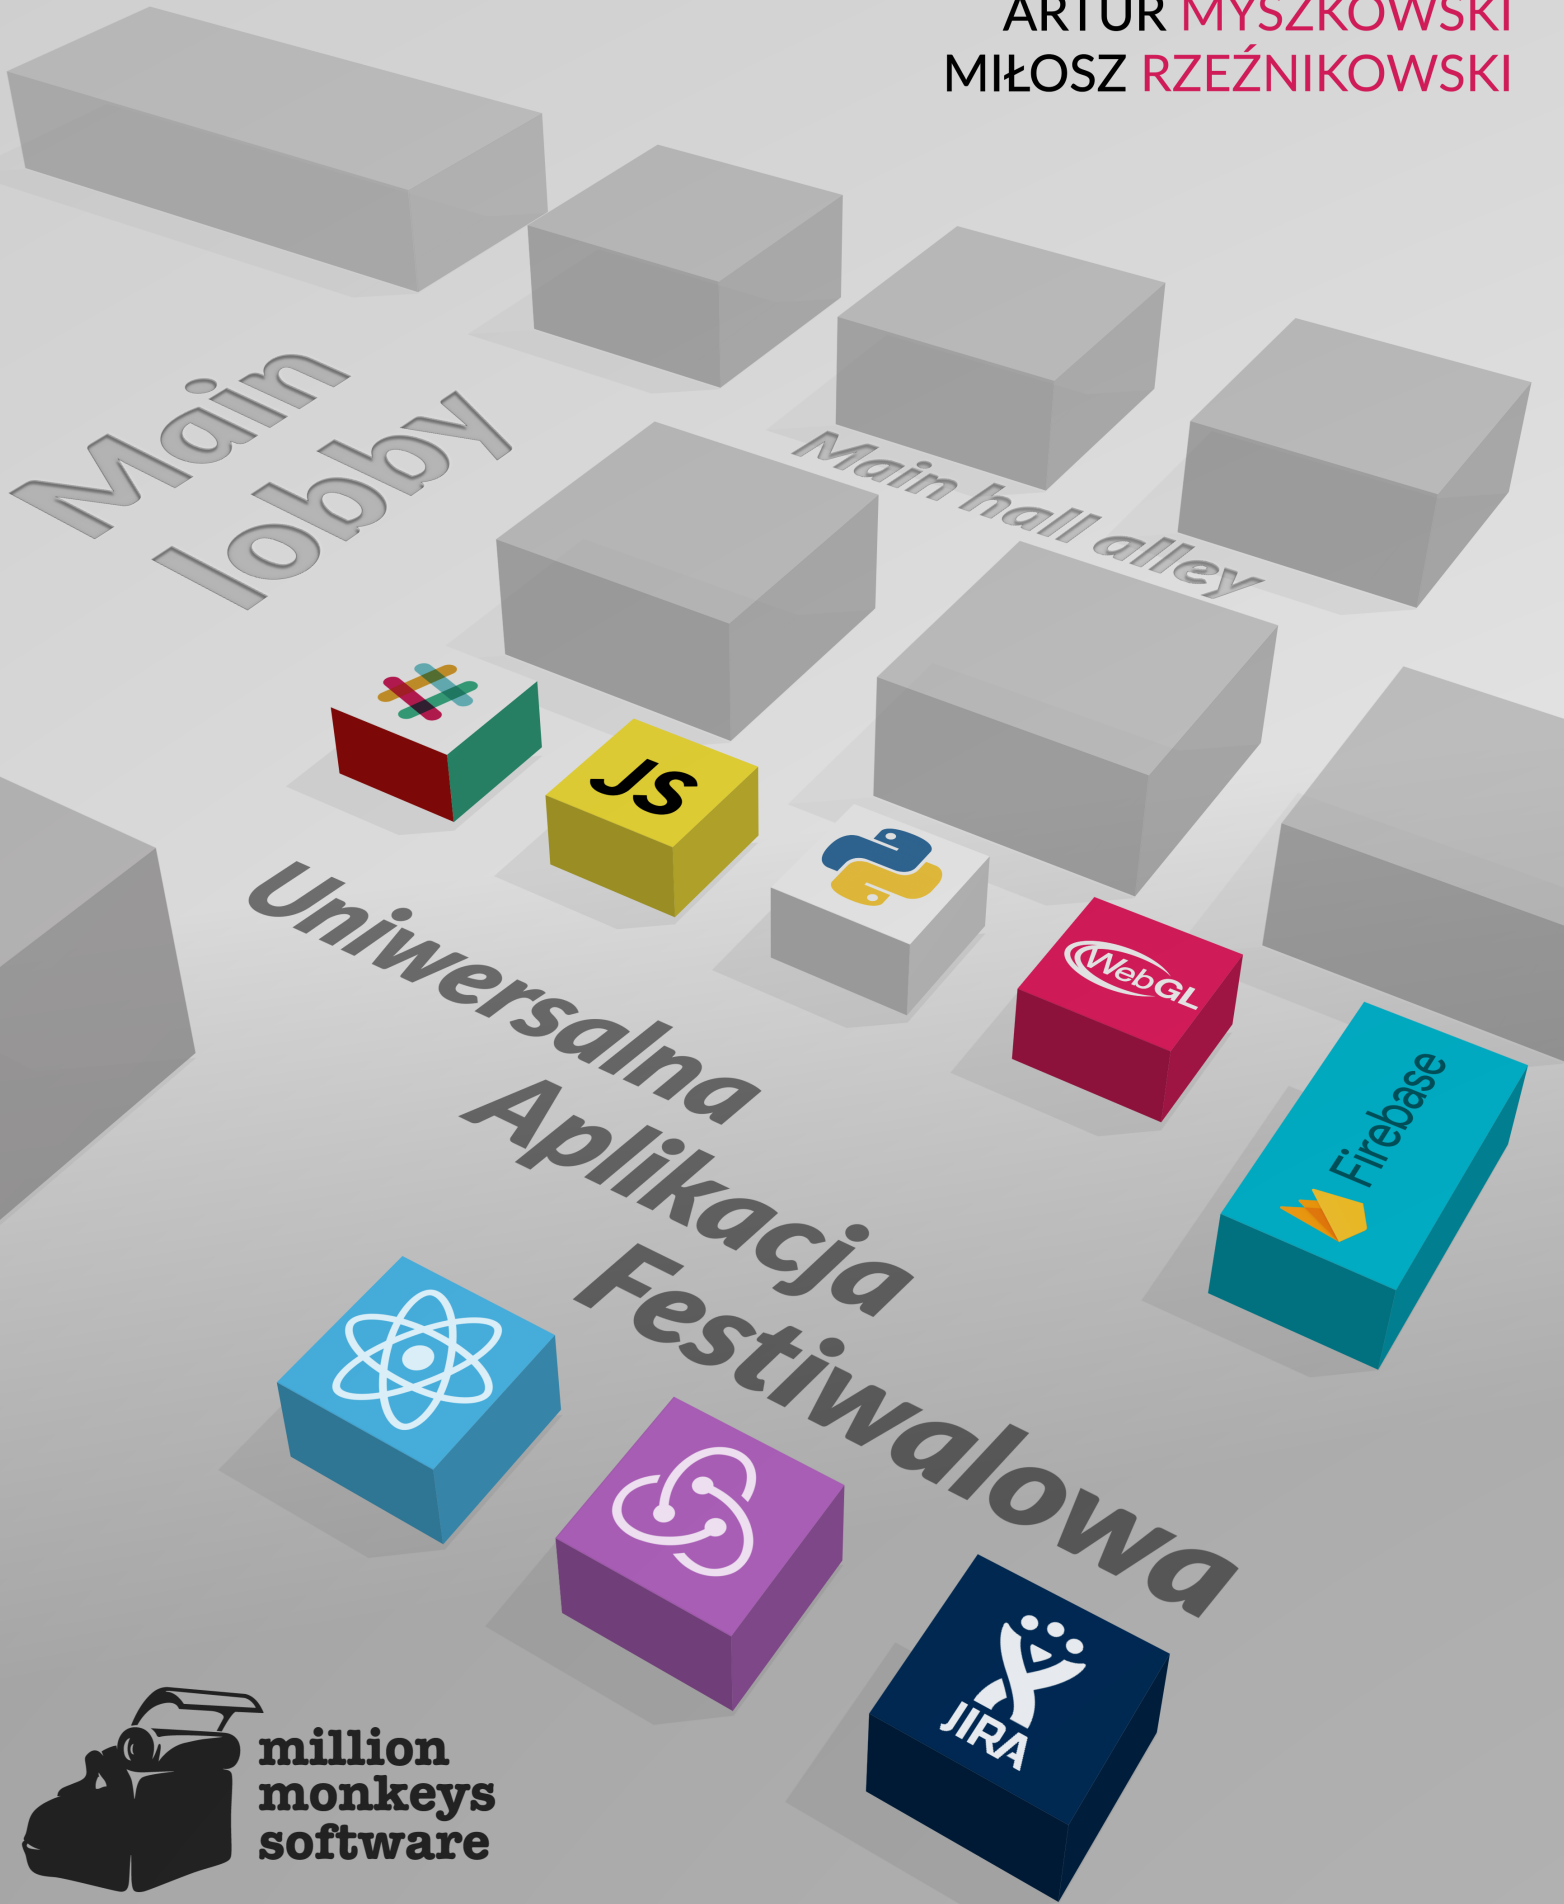 ARTUR MYSZKOWSKI
MIŁOSZ RZEŹNIKOWSKI
Main
lobby
Main hall alley
JS
WebGL
Firebase
Uniwersalna
Aplikacja
Festiwalowa
JIRA
million
monkeys
software